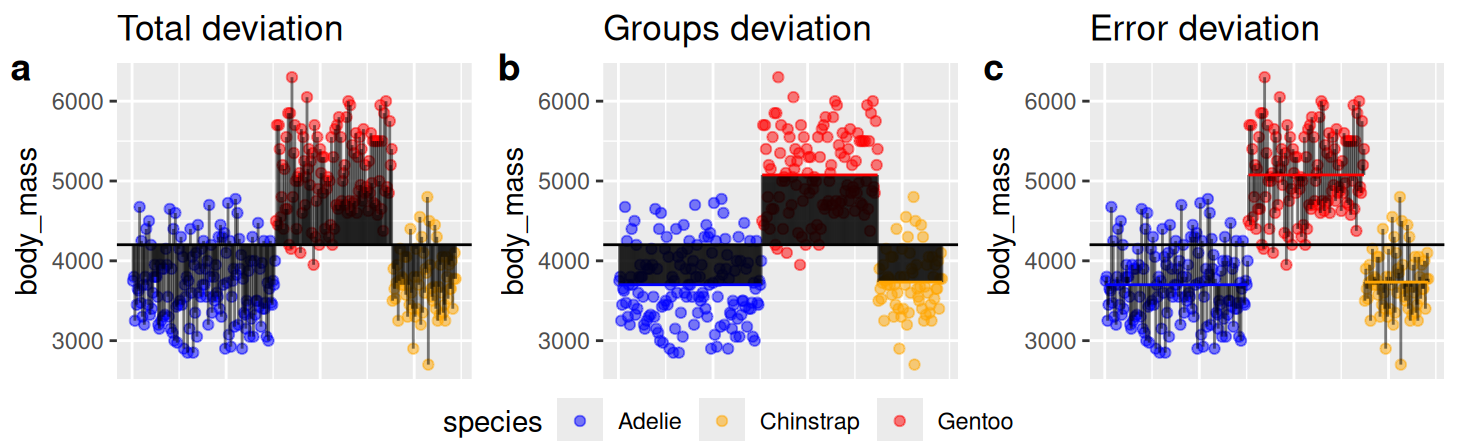 Total deviation
a
body_mass
6000
5000
4000
3000
Groups deviation
b
body_mass
6000
5000
4000
3000
Error deviation
c
body_mass
6000
5000
4000
3000
species Adelie Chinstrap Gentoo